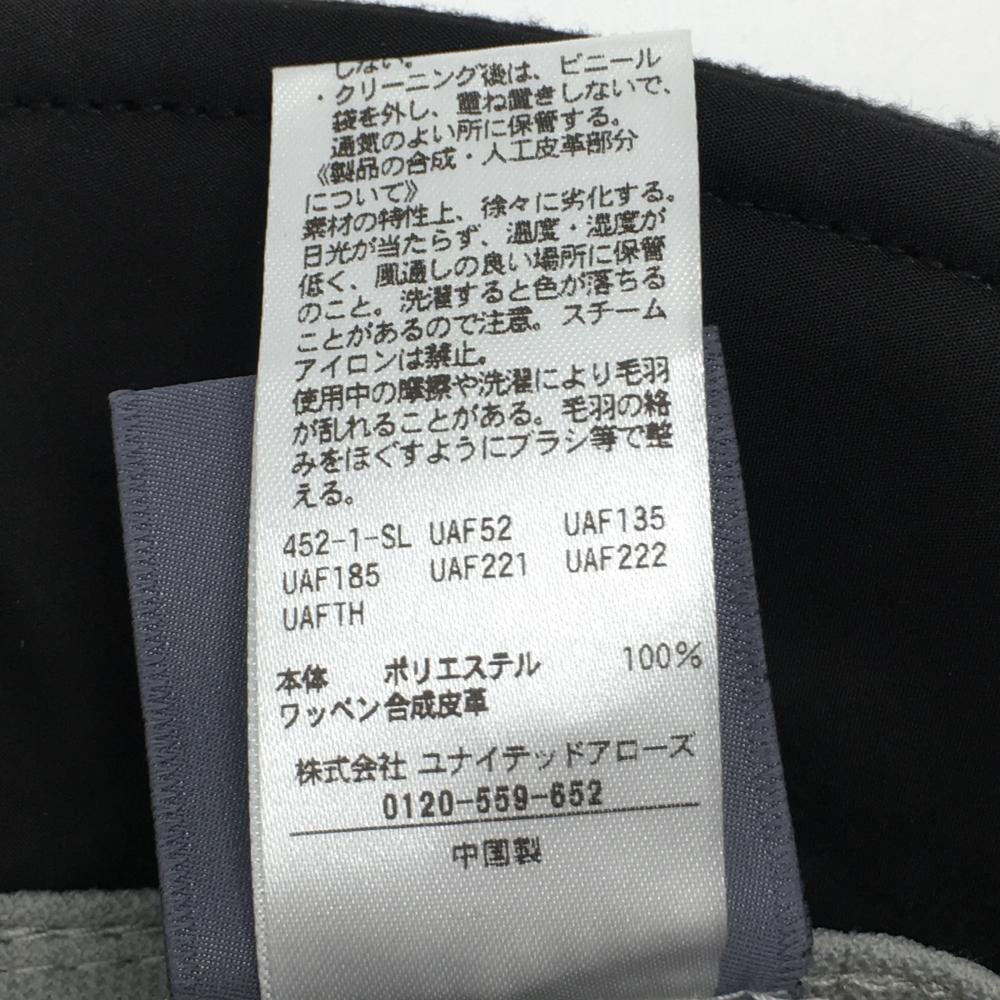 しない。
・クリーニング後は、ビニール
袋を外し、重ね置きしないで、
通気のよい所に保管する。
《製品の合成・人工皮革部分
について》
素材の特性上、徐々に劣化する。
日光が当たらず、温度・湿度が
低く、風通しの良い場所に保管
のこと。洗濯すると色が落ちる
ことがあるので注意。スチーム
アイロンは禁止。
使用中の摩擦や洗濯により毛羽
が乱れることがある。毛羽の絡
みをほぐすようにブラシ等で整
える。
452-1-SL UAF52 UAF135
UAF185 UAF221 UAF222
UAFTH
本体 ポリエステル 100%
ワッペン 合成皮革
株式会社 ユナイテッドアローズ
0120-559-652
中国製